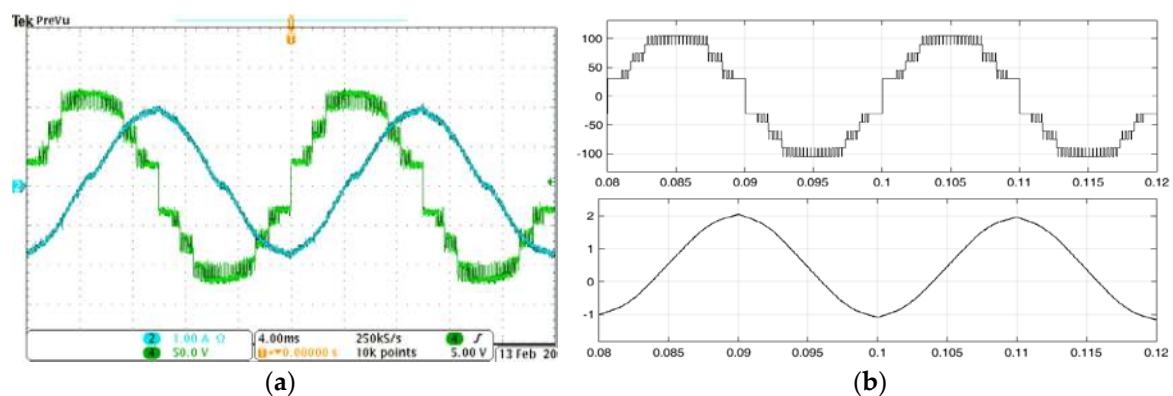 Tek PreVu
2
2 1.00 A Ω
4 50.0 V
4.00ms
0.00000 s
250kS/s
10k points
4
5.00 V
13 Feb 20
(a)
100
50
0
-50
-100
0.08 0.085 0.09 0.095 0.1 0.105 0.11 0.115 0.12
2
1
0
-1
0.08 0.085 0.09 0.095 0.1 0.105 0.11 0.115 0.12
(b)